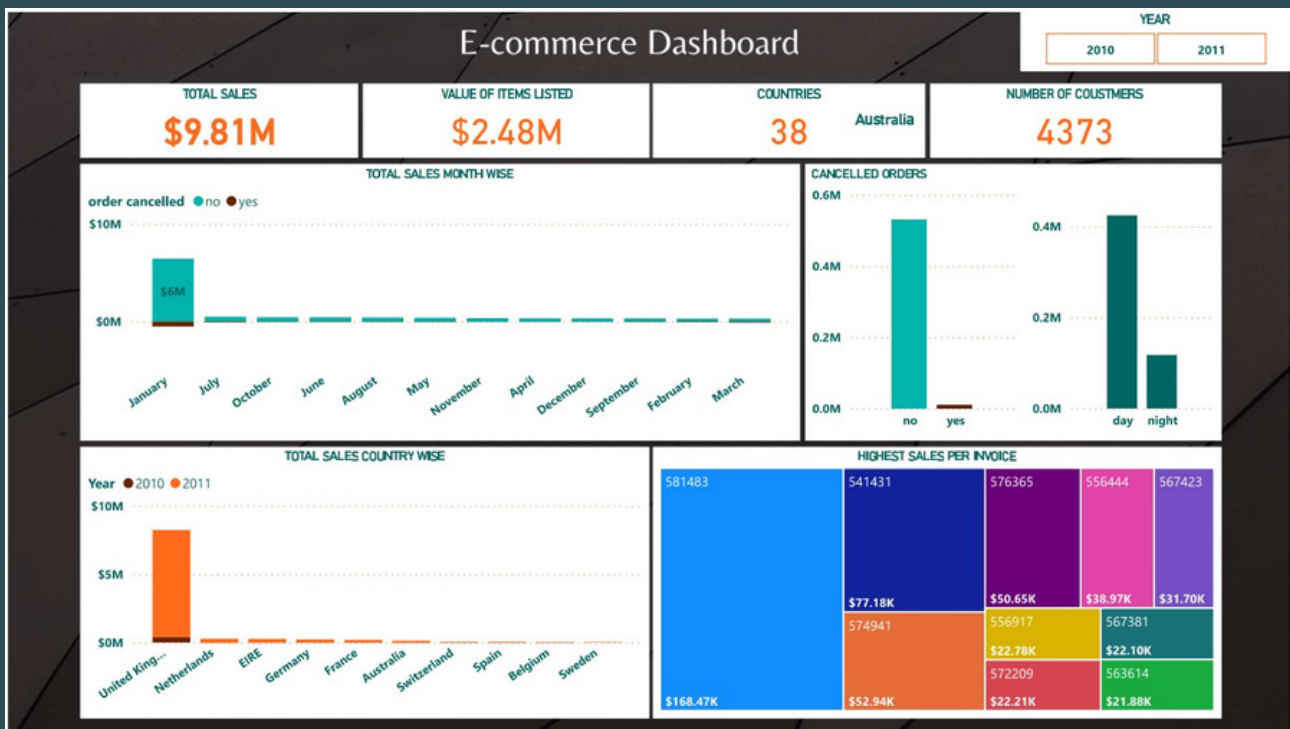 E-commerce Dashboard
YEAR
2010 2011
TOTAL SALES
$9.81M
VALUE OF ITEMS LISTED
$2.48M
COUNTRIES
38 Australia
NUMBER OF COUSTMERS
4373
TOTAL SALES MONTH WISE
order cancelled no yes
$10M
$6M
$0M
January July October June August May November April December September February March
CANCELLED ORDERS
0.6M
0.4M
0.2M
0.0M
no yes
0.4M
0.2M
0.0M
day night
TOTAL SALES COUNTRY WISE
Year 2010 2011
$10M
$5M
$0M
United King... Netherlands EIRE Germany France Australia Switzerland Spain Belgium Sweden
HIGHEST SALES PER INVOICE
581483
$168.47K
541431
$77.18K
574941
$52.94K
576365
$50.65K
556444
$38.97K
567423
$31.70K
556917
$22.78K
567381
$22.10K
572209
$22.21K
563614
$21.88K